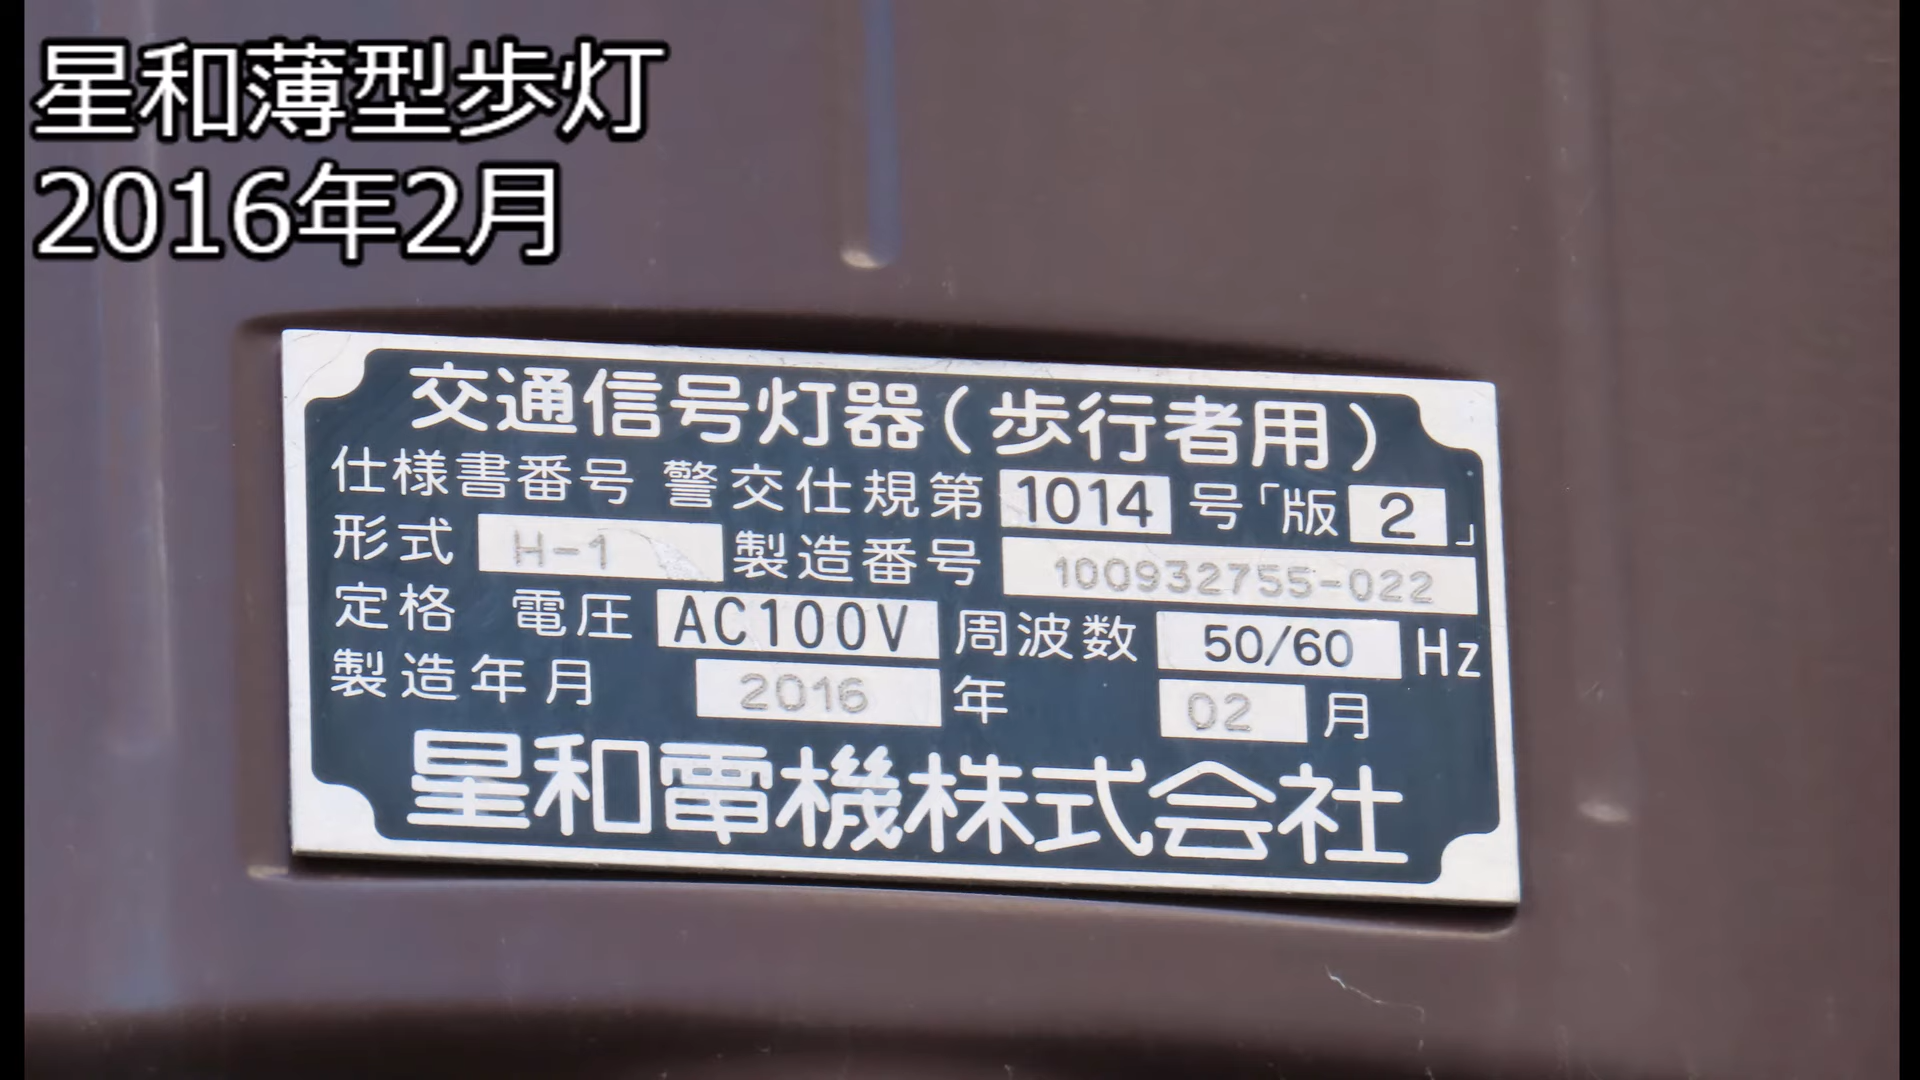 星和薄型歩灯
2016年2月
交通信号灯器(歩行者用)
仕様書番号 警交仕規第 1014 号「版 2 」
形式 H-1 製造番号 100932755-022
定格 電圧 AC100V 周波数 50/60 Hz
製造年月 2016 年 02 月
星和電機株式会社